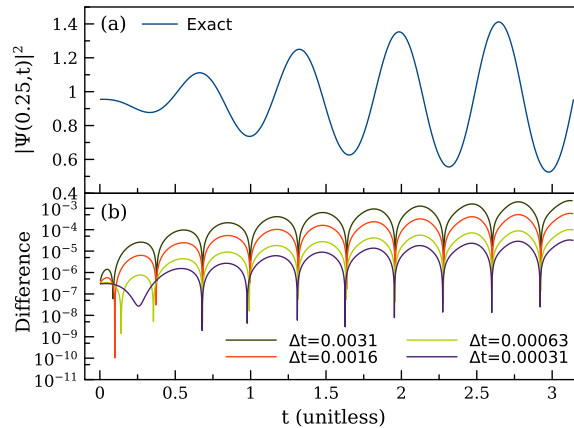 (a)
Exact
|Ψ(0.25,t)|²
1.4
1.2
1
0.8
0.6
0.4
(b)
Difference
10⁻³
10⁻⁴
10⁻⁵
10⁻⁶
10⁻⁷
10⁻⁸
10⁻⁹
10⁻¹⁰
10⁻¹¹
Δt=0.0031
Δt=0.00063
Δt=0.0016
Δt=0.00031
0 0.5 1 1.5 2 2.5 3
t (unitless)